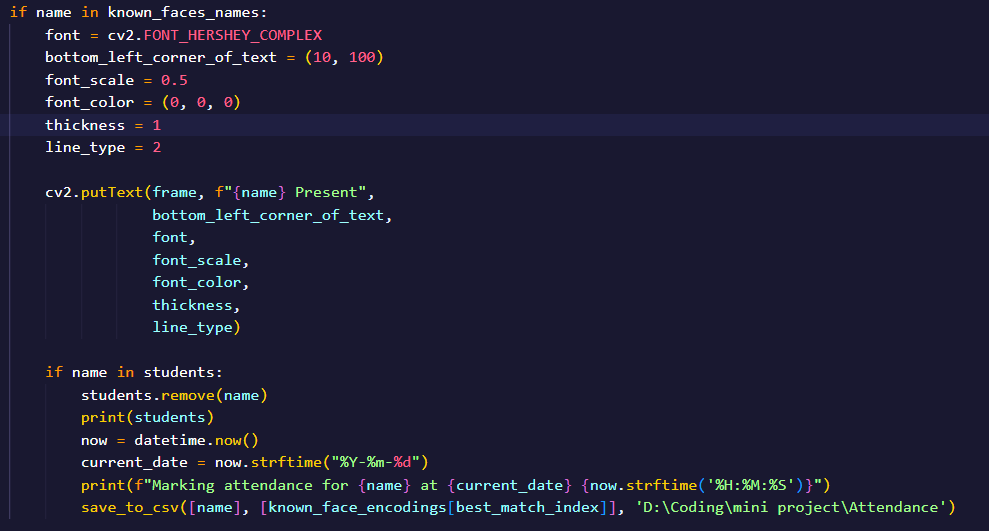 if name in known_faces_names:
    font = cv2.FONT_HERSHEY_COMPLEX
    bottom_left_corner_of_text = (10, 100)
    font_scale = 0.5
    font_color = (0, 0, 0)
    thickness = 1
    line_type = 2

    cv2.putText(frame, f"{name} Present",
                bottom_left_corner_of_text,
                font,
                font_scale,
                font_color,
                thickness,
                line_type)

    if name in students:
        students.remove(name)
        print(students)
        now = datetime.now()
        current_date = now.strftime("%Y-%m-%d")
        print(f"Marking attendance for {name} at {current_date} {now.strftime('%H:%M:%S')}")
        save_to_csv([name], [known_face_encodings[best_match_index]], 'D:\Coding\mini project\Attendance')